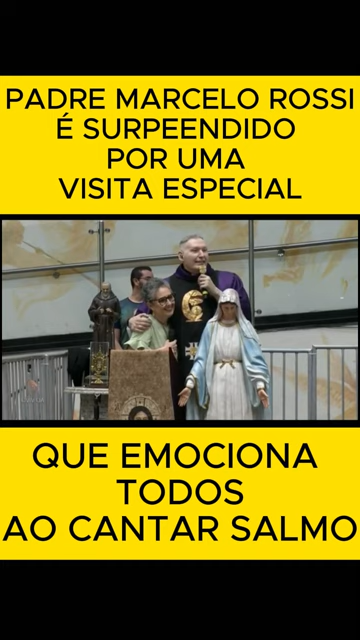 PADRE MARCELO ROSSI
É SURPEENDIDO
POR UMA
VISITA ESPECIAL
QUE EMOCIONA
TODOS
AO CANTAR SALMO